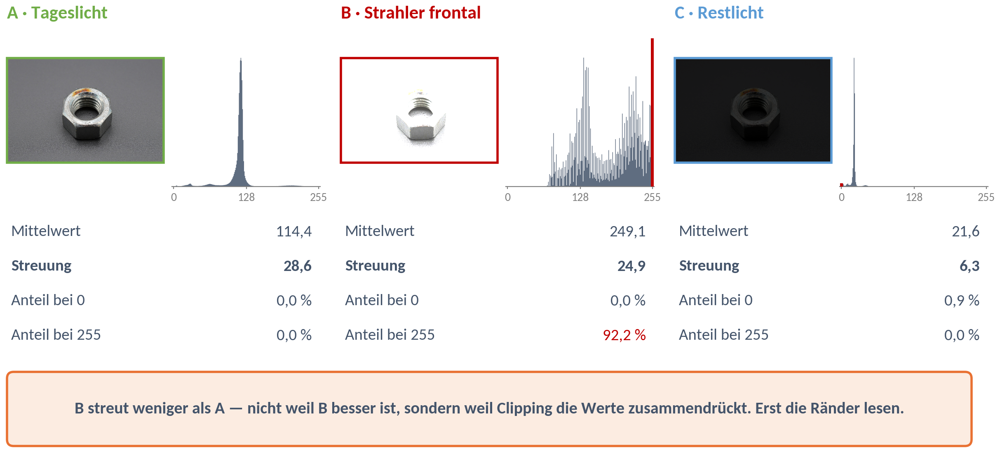 A · Tageslicht
B · Strahler frontal
C · Restlicht
0 128 255
0 128 255
0 128 255
Mittelwert 114,4
Streuung 28,6
Anteil bei 0 0,0 %
Anteil bei 255 0,0 %
Mittelwert 249,1
Streuung 24,9
Anteil bei 0 0,0 %
Anteil bei 255 92,2 %
Mittelwert 21,6
Streuung 6,3
Anteil bei 0 0,9 %
Anteil bei 255 0,0 %
B streut weniger als A — nicht weil B besser ist, sondern weil Clipping die Werte zusammendrückt. Erst die Ränder lesen.